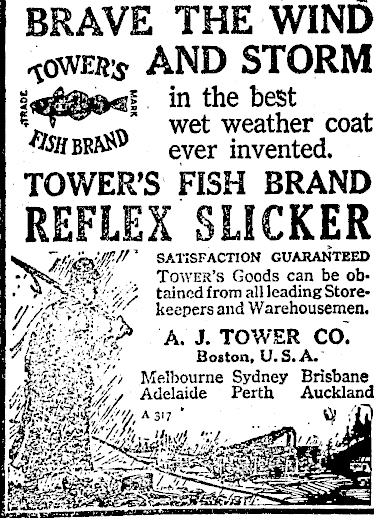 BRAVE THE WIND
AND STORM
TOWER'S
TRADE MARK
FISH BRAND
in the best
wet weather coat
ever invented.
TOWER'S FISH BRAND
REFLEX SLICKER
SATISFACTION GUARANTEED
TOWER'S Goods can be ob-
tained from all leading Store-
keepers and Warehousemen.
A. J. TOWER CO.
Boston, U. S. A.
Melbourne Sydney Brisbane
Adelaide Perth Auckland
A 317